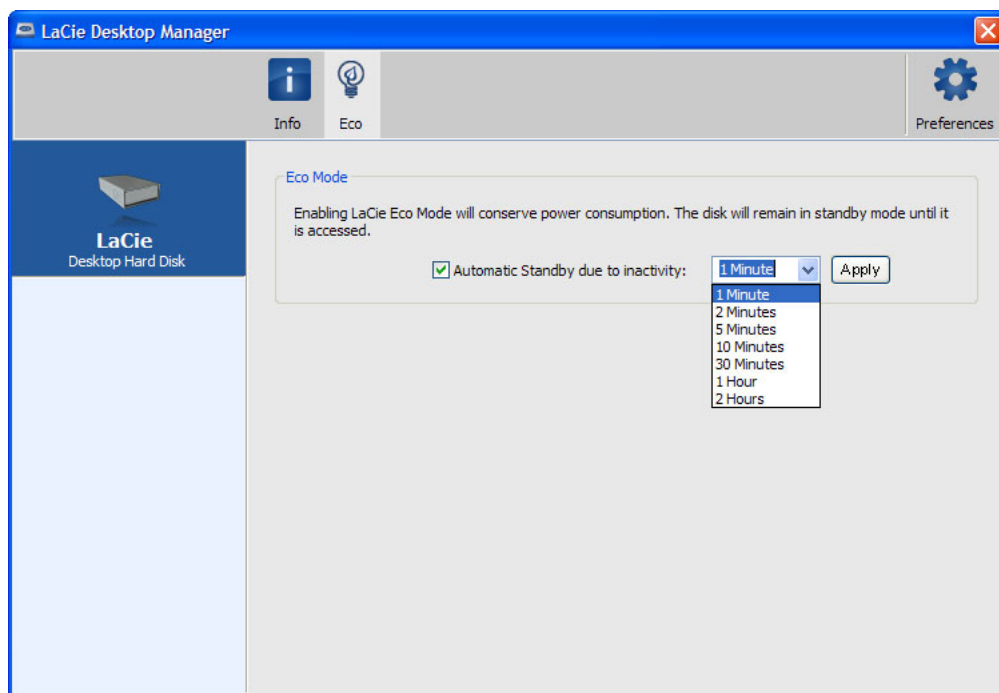 LaCie Desktop Manager
Info
Eco
Preferences
LaCie
Desktop Hard Disk
Eco Mode
Enabling LaCie Eco Mode will conserve power consumption. The disk will remain in standby mode until it
is accessed.
Automatic Standby due to inactivity:
1 Minute
Apply
1 Minute
2 Minutes
5 Minutes
10 Minutes
30 Minutes
1 Hour
2 Hours